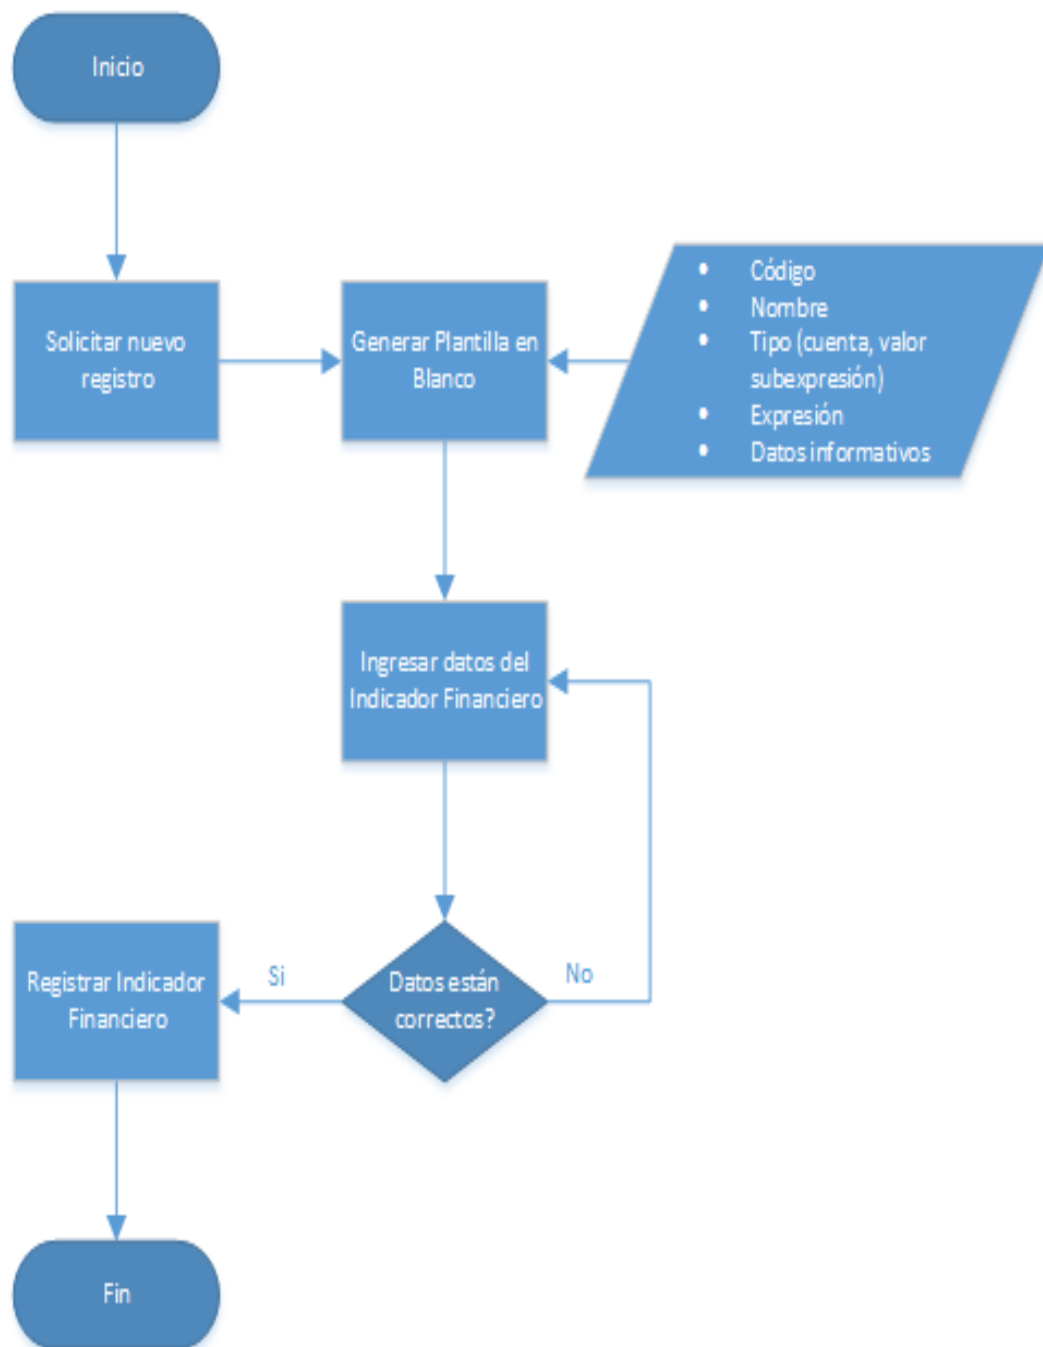 Inicio
Solicitar nuevo
registro
Generar Plantilla en
Blanco
• Código
• Nombre
• Tipo (cuenta, valor
subexpresión)
• Expresión
• Datos informativos
Ingresar datos del
Indicador Financiero
Datos están
correctos?
Si
No
Registrar Indicador
Financiero
Fin